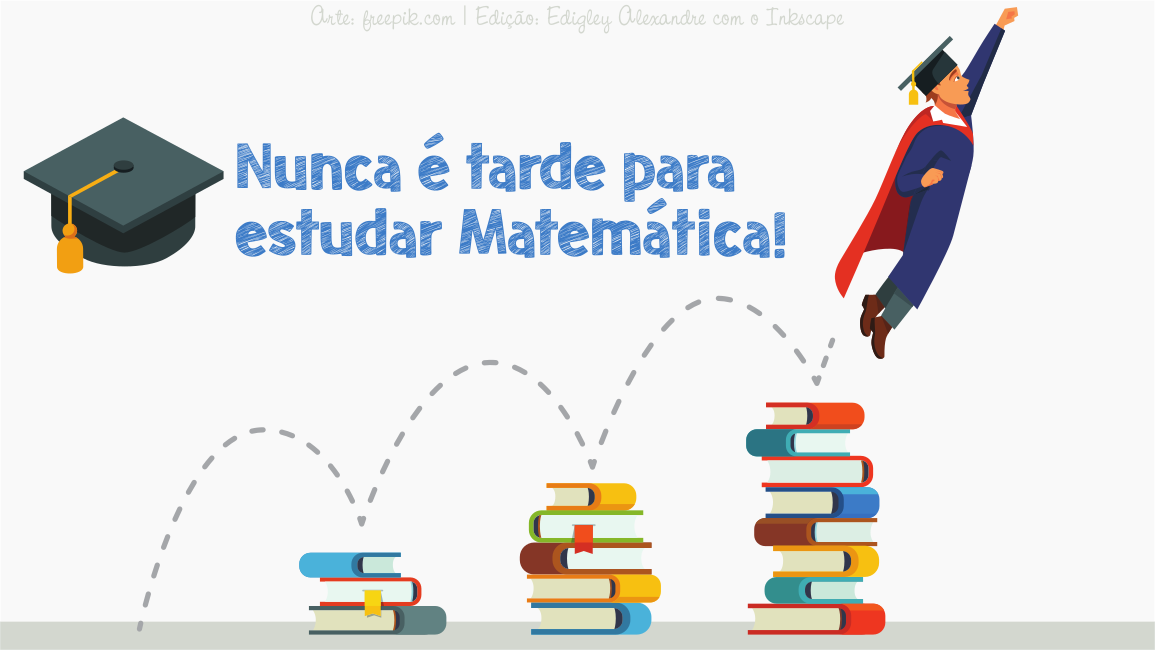 Arte: freepik.com | Edição: Edigley Alexandre com o Inkscape
Nunca é tarde para
estudar Matemática!